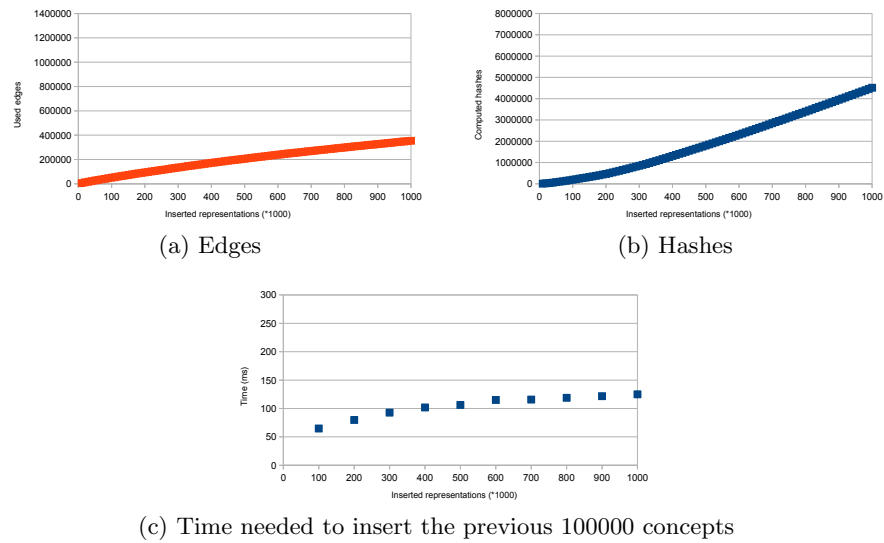 1400000
1200000
1000000
800000
600000
400000
200000
0
Used edges
0 100 200 300 400 500 600 700 800 900 1000
Inserted representations (*1000)
(a) Edges
8000000
7000000
6000000
5000000
4000000
3000000
2000000
1000000
0
Computed hashes
0 100 200 300 400 500 600 700 800 900 1000
Inserted representations (*1000)
(b) Hashes
300
250
200
150
100
50
0
Time (ms)
0 100 200 300 400 500 600 700 800 900 1000
Inserted representations (*1000)
(c) Time needed to insert the previous 100000 concepts